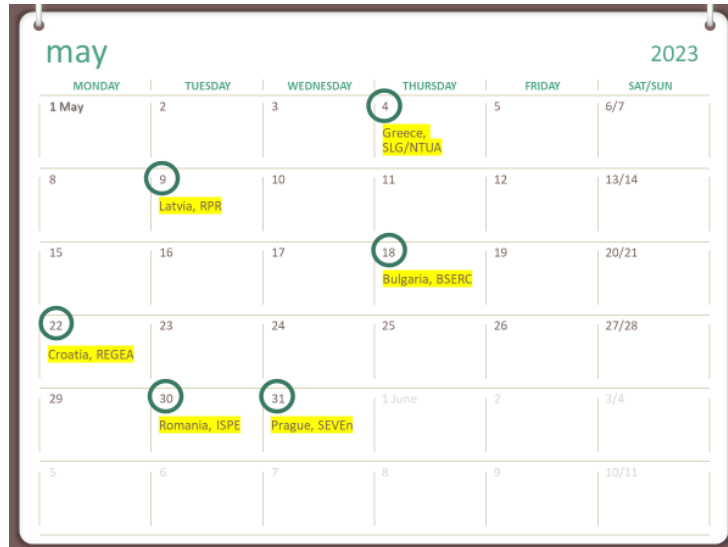 may
2023
MONDAY TUESDAY WEDNESDAY THURSDAY FRIDAY SAT/SUN
1 May 2 3 4 5 6/7
Greece,
SLG/NTUA
8 9 10 11 12 13/14
Latvia, RPR
15 16 17 18 19 20/21
Bulgaria, BSERC
22 23 24 25 26 27/28
Croatia, REGEA
29 30 31 1 June 2 3/4
Romania, ISPE Prague, SEVEn
5 6 7 8 9 10/11